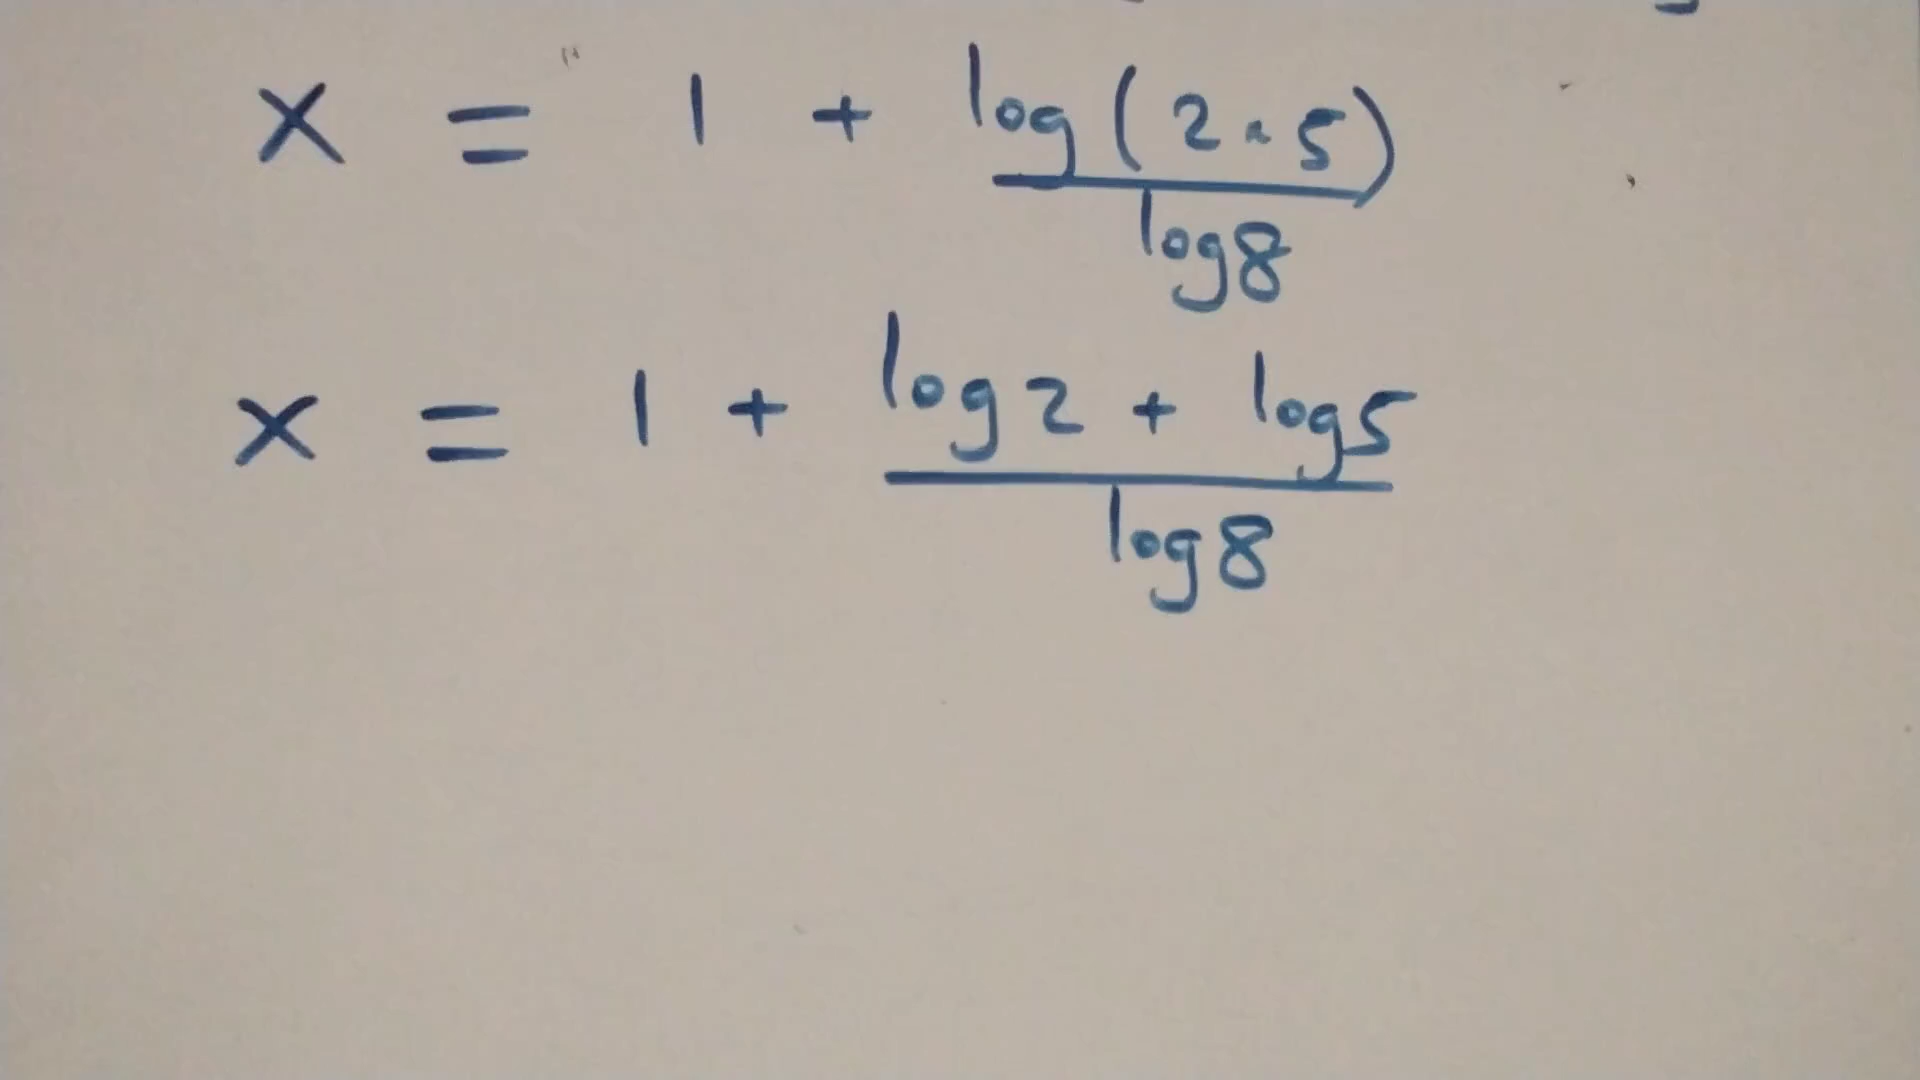 x = 1 + log(2·5)
log8
x = 1 + log2 + log5
log8